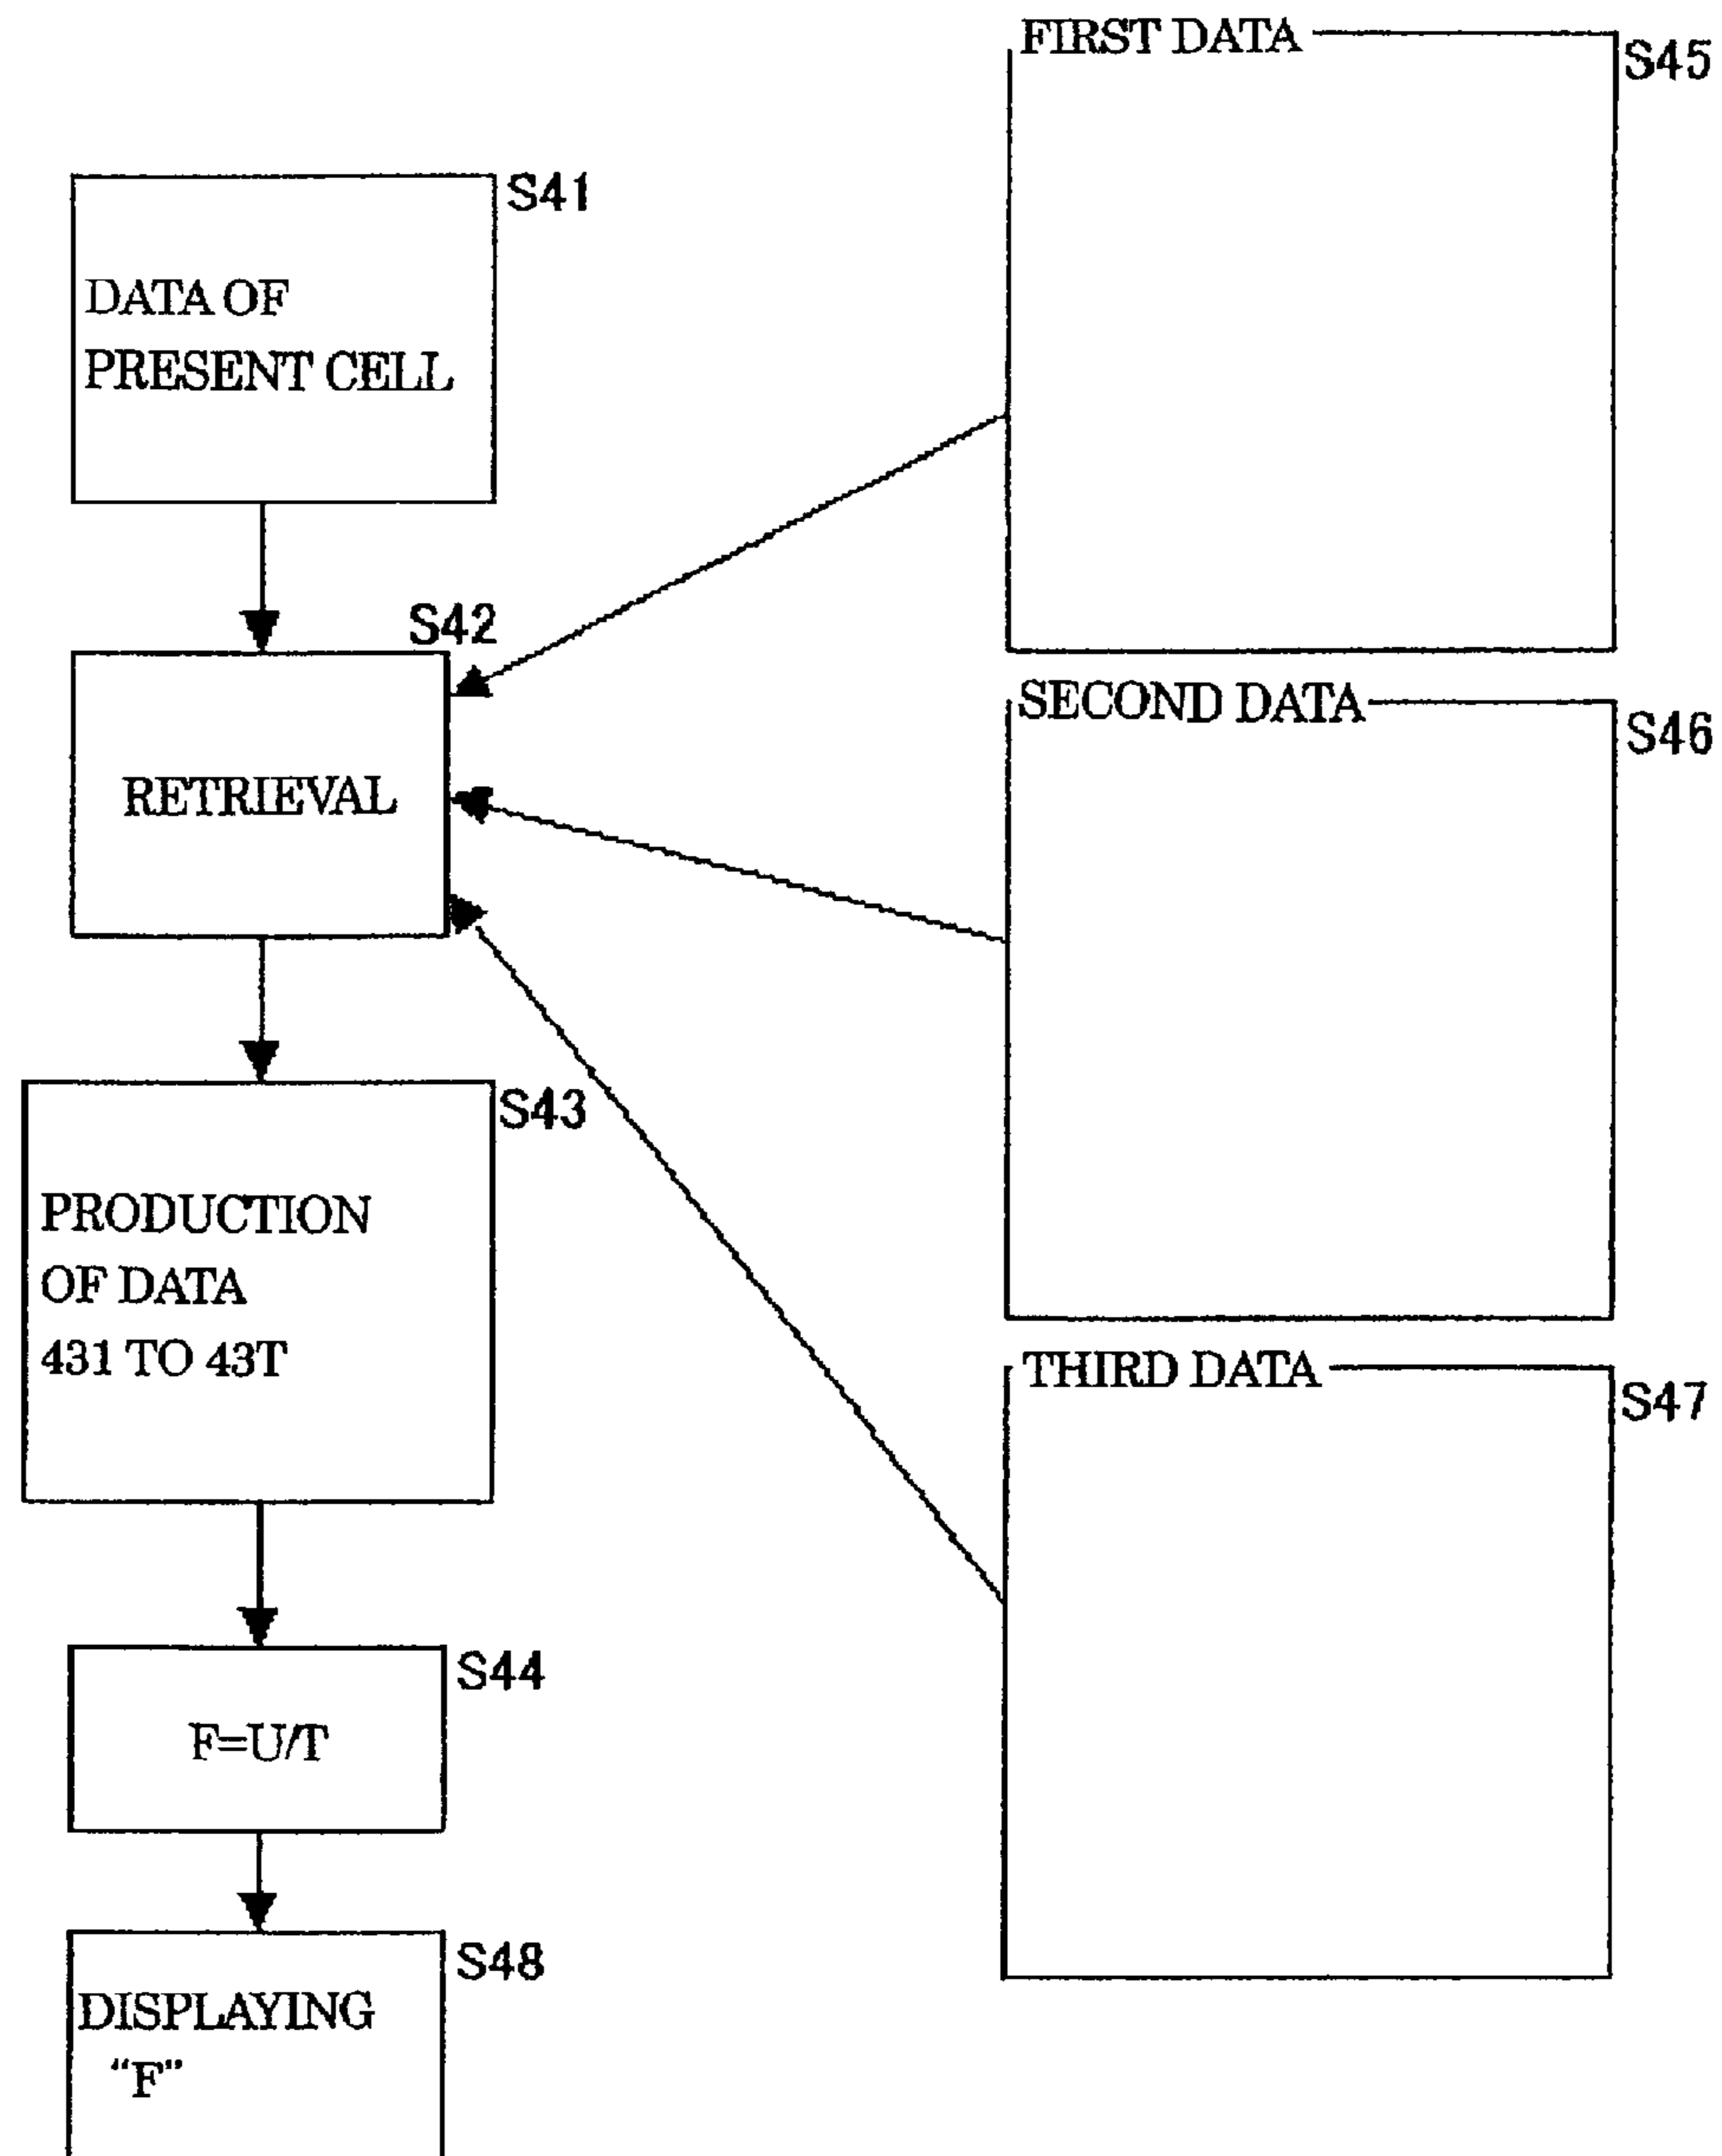 FIRST DATA
S45
S41
DATA OF
PRESENT CELL
S42
RETRIEVAL
SECOND DATA
S46
S43
PRODUCTION
OF DATA
431 TO 43T
THIRD DATA
S47
S44
F=U/T
S48
DISPLAYING
“F”